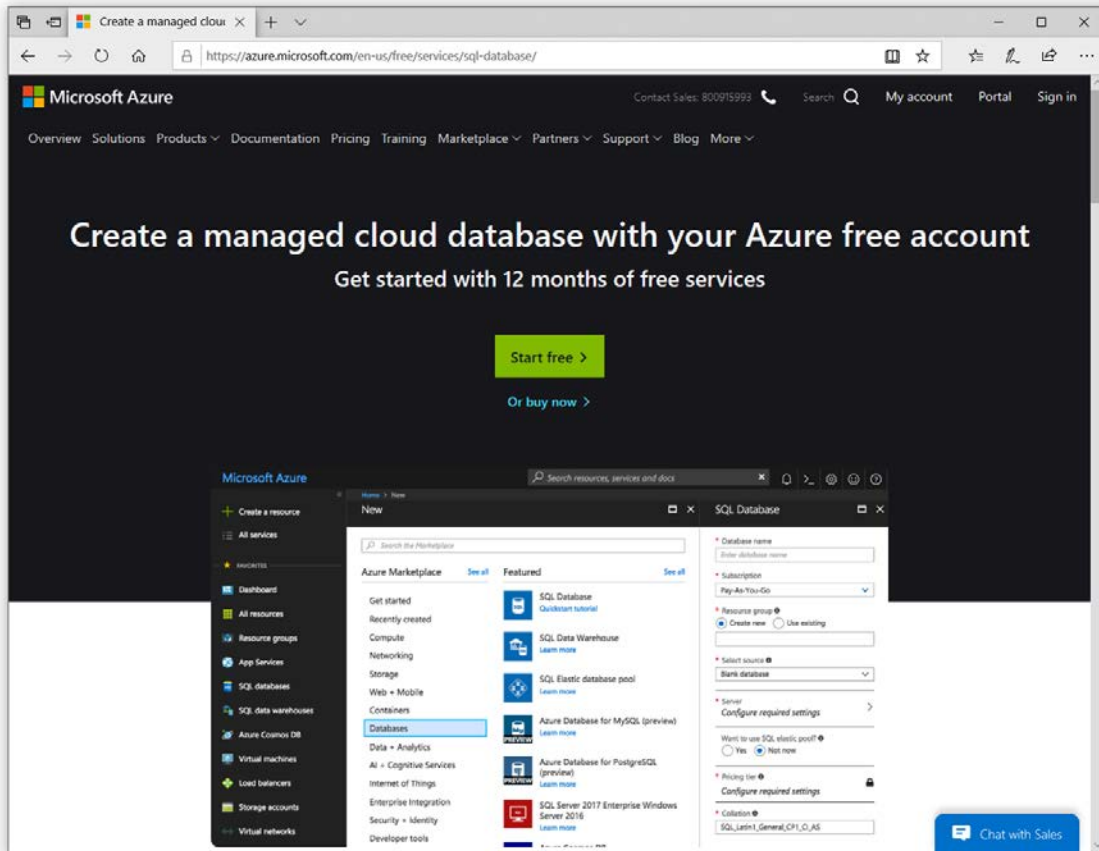 Create a managed clou
https://azure.microsoft.com/en-us/free/services/sql-database/
Microsoft Azure
Contact Sales: 800915993 Search My account Portal Sign in
Overview Solutions Products Documentation Pricing Training Marketplace Partners Support Blog More
Create a managed cloud database with your Azure free account
Get started with 12 months of free services
Start free >
Or buy now >
Microsoft Azure
Search resources, services and docs
Create a resource
All services
FAVORITES
Dashboard
All resources
Resource groups
App Services
SQL databases
SQL data warehouses
Azure Cosmos DB
Virtual machines
Load balancers
Storage accounts
Virtual networks
Home > New
New
Search the Marketplace
Azure Marketplace See all
Get started
Recently created
Compute
Networking
Storage
Web + Mobile
Containers
Databases
Data + Analytics
AI + Cognitive Services
Internet of Things
Enterprise Integration
Security + Identity
Developer tools
Featured See all
SQL Database
Quickstart tutorial
SQL Data Warehouse
Learn more
SQL Elastic database pool
Learn more
Azure Database for MySQL (preview)
PREVIEW
Learn more
Azure Database for PostgreSQL
(preview)
PREVIEW
Learn more
SQL Server 2017 Enterprise Windows
Server 2016
Learn more
Azure Cosmos DB
SQL Database
* Database name
Enter database name
* Subscription
Pay-As-You-Go
* Resource group
Create new Use existing
* Select source
Blank database
* Server
Configure required settings
Want to use SQL elastic pool?
Yes Not now
* Pricing tier
Configure required settings
* Collation
SQL_Latin1_General_CP1_CI_AS
Chat with Sales